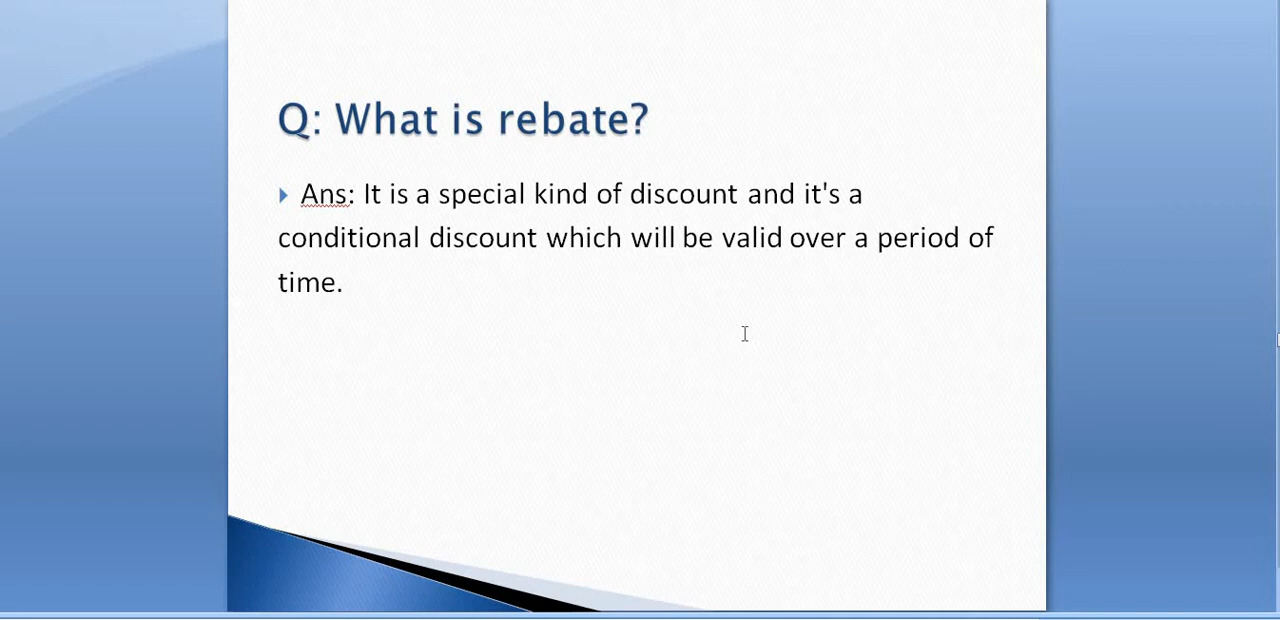 Q: What is rebate?
Ans: It is a special kind of discount and it's a
conditional discount which will be valid over a period of
time.